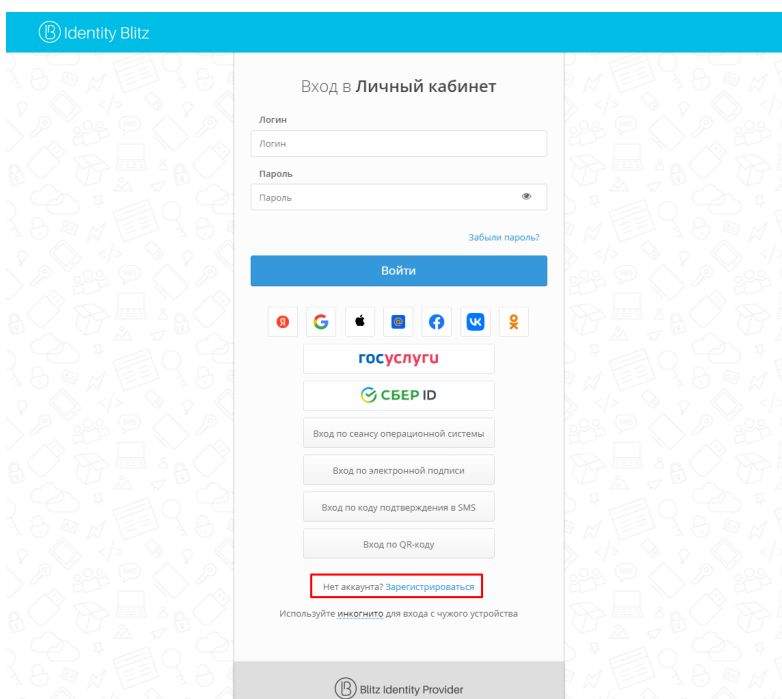 Identity Blitz
Вход в Личный кабинет
Логин
Логин
Пароль
Пароль
Забыли пароль?
Войти
госуслуги
СБЕР ID
Вход по сеансу операционной системы
Вход по электронной подписи
Вход по коду подтверждения в SMS
Вход по QR-коду
Нет аккаунта? Зарегистрироваться
Используйте инкогнито для входа с чужого устройства
Blitz Identity Provider